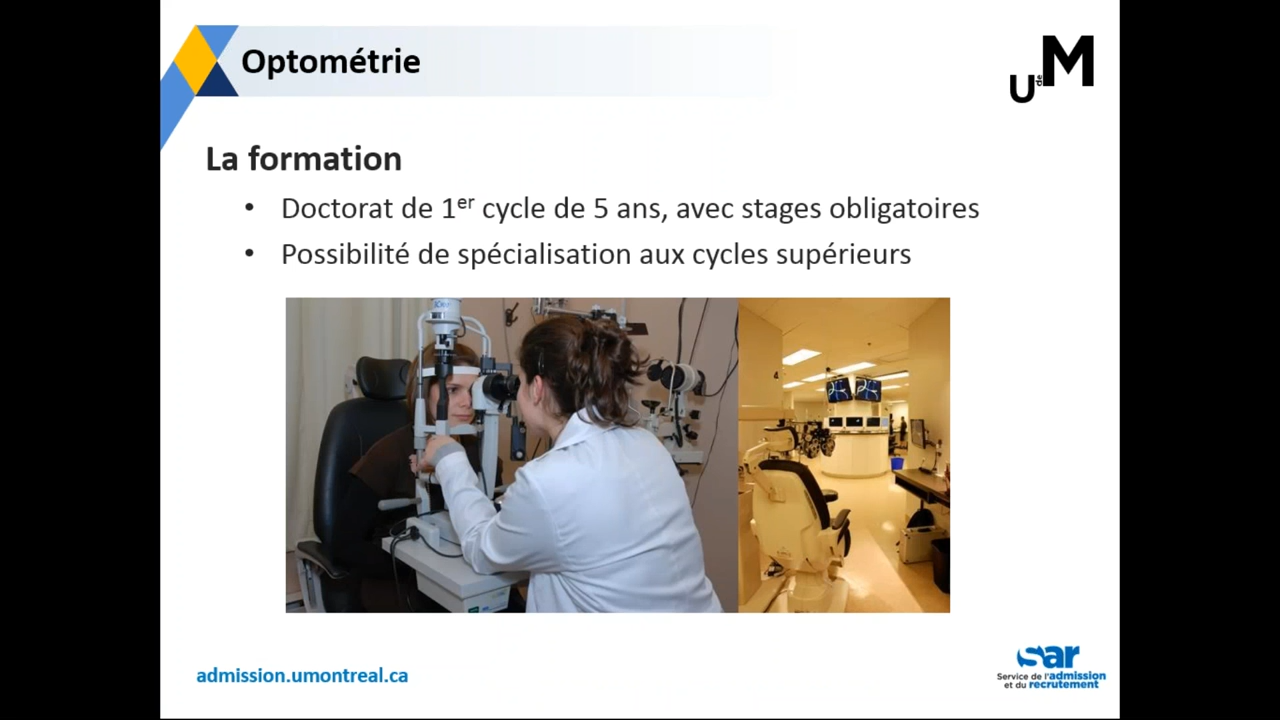 Optométrie
U de M
La formation
• Doctorat de 1er cycle de 5 ans, avec stages obligatoires
• Possibilité de spécialisation aux cycles supérieurs
admission.umontreal.ca
sar
Service de l'admission
et du recrutement